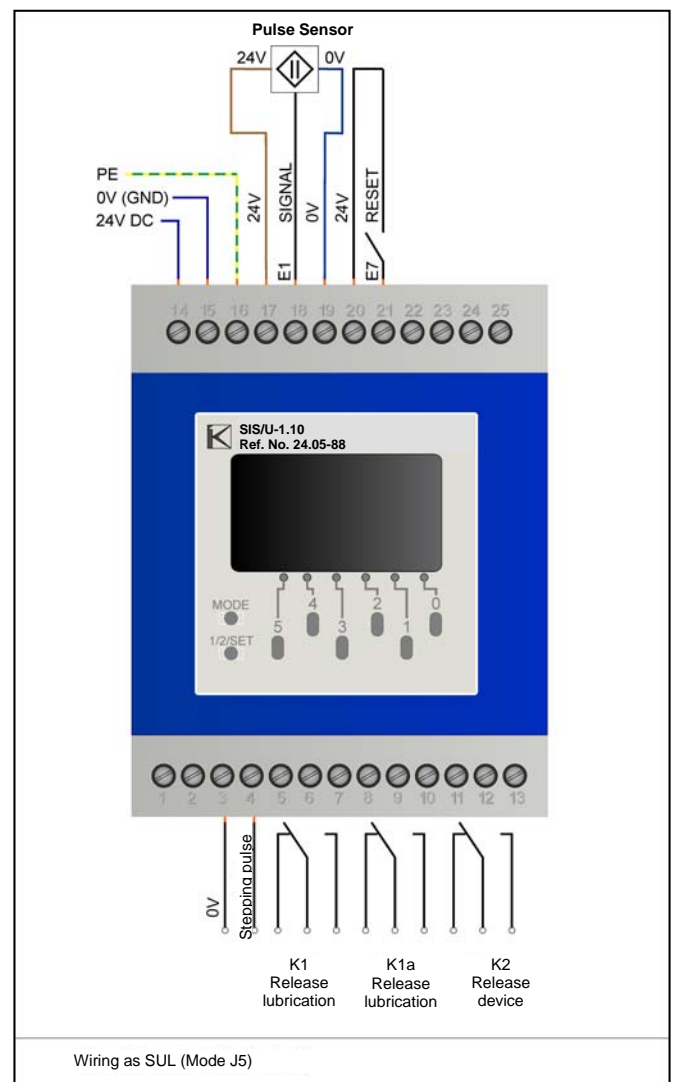 Pulse Sensor
24V 0V
PE
0V (GND)
24V DC
24V
E1 SIGNAL
0V
24V
E7 RESET
14 15 16 17 18 19 20 21 22 23 24 25
SIS/U-1.10
Ref. No. 24.05-88
MODE
1/2/SET
5 4 3 2 1 0
1 2 3 4 5 6 7 8 9 10 11 12 13
0V
Stepping pulse
K1
Release
lubrication
K1a
Release
lubrication
K2
Release
device
Wiring as SUL (Mode J5)